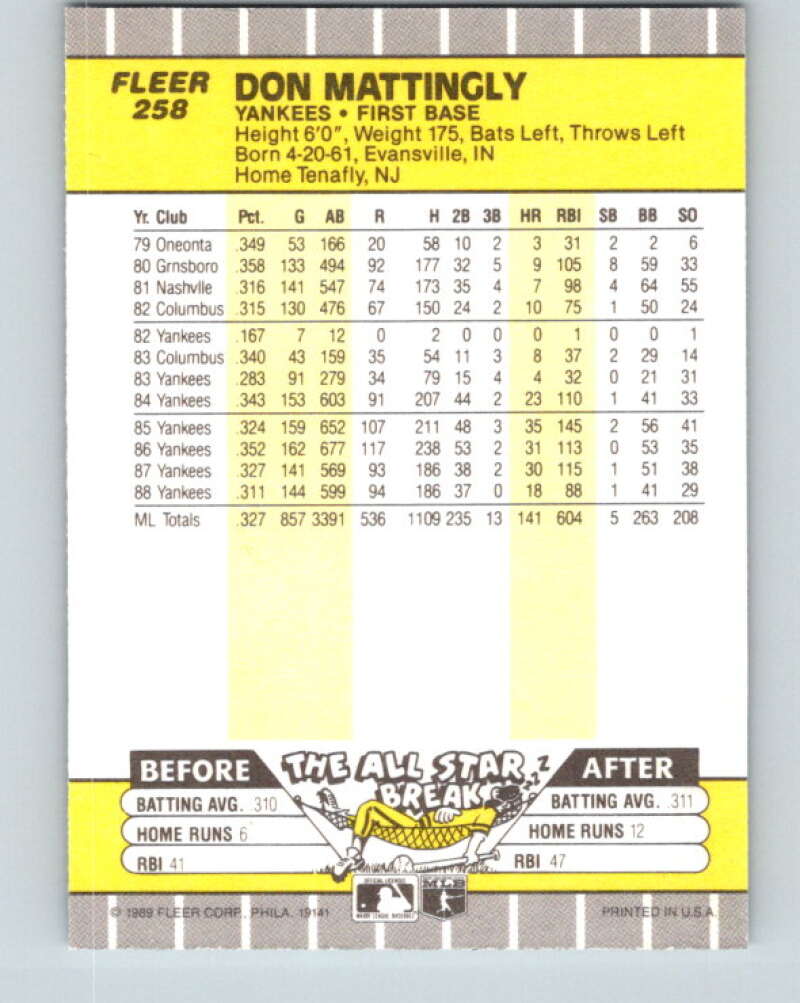 FLEER
258
DON MATTINGLY
YANKEES • FIRST BASE
Height 6'0", Weight 175, Bats Left, Throws Left
Born 4-20-61, Evansville, IN
Home Tenafly, NJ
Yr. Club Pct. G AB R H 2B 3B HR RBI SB BB SO
79 Oneonta .349 53 166 20 58 10 2 3 31 2 2 6
80 Grnsboro .358 133 494 92 177 32 5 9 105 8 59 33
81 Nashvlle .316 141 547 74 173 35 4 7 98 4 64 55
82 Columbus .315 130 476 67 150 24 2 10 75 1 50 24
82 Yankees .167 7 12 0 2 0 0 0 1 0 0 1
83 Columbus .340 43 159 35 54 11 3 8 37 2 29 14
83 Yankees .283 91 279 34 79 15 4 4 32 0 21 31
84 Yankees .343 153 603 91 207 44 2 23 110 1 41 33
85 Yankees .324 159 652 107 211 48 3 35 145 2 56 41
86 Yankees .352 162 677 117 238 53 2 31 113 0 53 35
87 Yankees .327 141 569 93 186 38 2 30 115 1 51 38
88 Yankees .311 144 599 94 186 37 0 18 88 1 41 29
ML Totals .327 857 3391 536 1109 235 13 141 604 5 263 208
BEFORE THE ALL STAR BREAK ZZZ AFTER
BATTING AVG. .310 BATTING AVG. .311
HOME RUNS 6 HOME RUNS 12
RBI 41 RBI 47
OFFICIAL LICENSEE
MAJOR LEAGUE BASEBALL
MLB
© 1989 FLEER CORP., PHILA. 19141 PRINTED IN U.S.A.